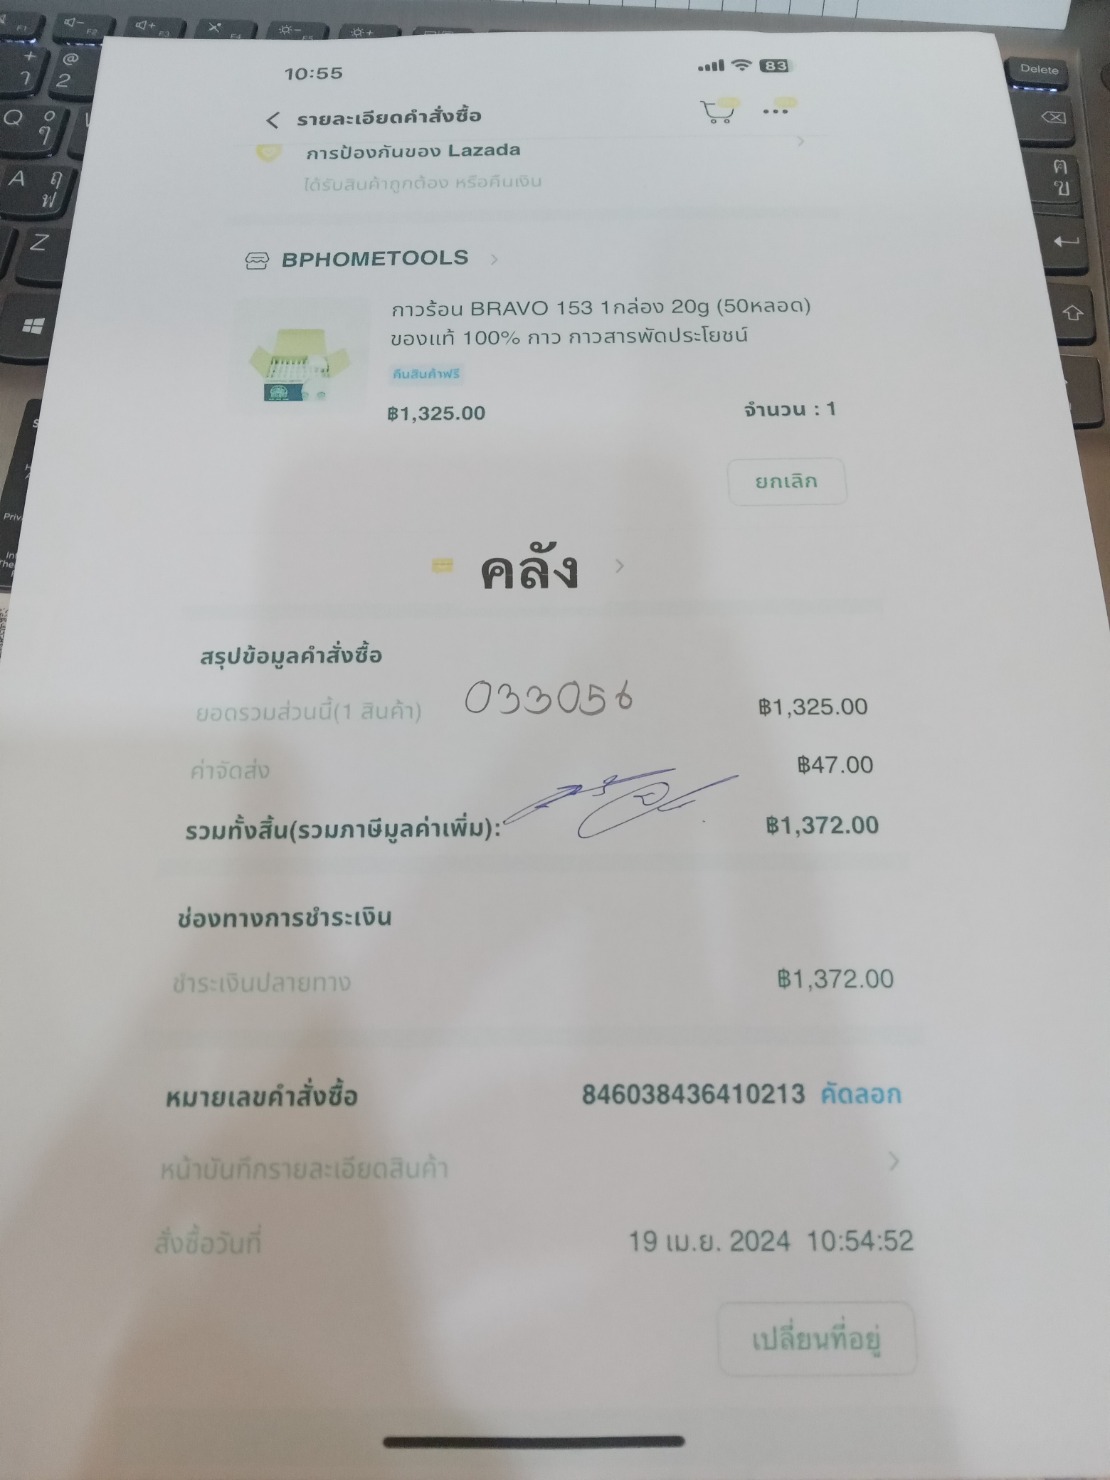 10:55
83
รายละเอียดคำสั่งซื้อ
การป้องกันของ Lazada
ได้รับสินค้าถูกต้อง หรือคืนเงิน
BPHOMETOOLS
กาวร้อน BRAVO 153 1กล่อง 20g (50หลอด)
ของแท้ 100% กาว กาวสารพัดประโยชน์
คืนสินค้าฟรี
฿1,325.00 จำนวน : 1
ยกเลิก
คลัง
สรุปข้อมูลคำสั่งซื้อ
033056
ยอดรวมส่วนนี้(1 สินค้า) ฿1,325.00
ค่าจัดส่ง ฿47.00
รวมทั้งสิ้น(รวมภาษีมูลค่าเพิ่ม): ฿1,372.00
ช่องทางการชำระเงิน
ชำระเงินปลายทาง ฿1,372.00
หมายเลขคำสั่งซื้อ 846038436410213 คัดลอก
หน้าบันทึกรายละเอียดสินค้า
สั่งซื้อวันที่ 19 เม.ย. 2024 10:54:52
เปลี่ยนที่อยู่
Delete